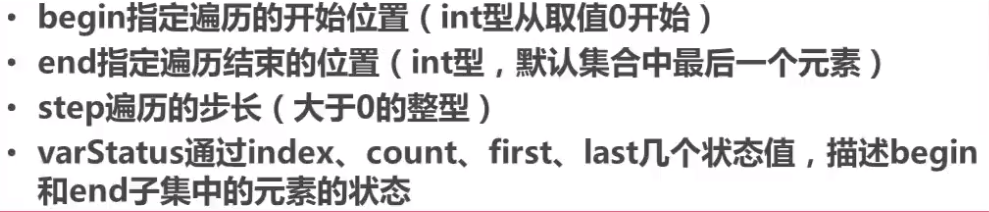 • begin指定遍历的开始位置（int型从取值0开始）
• end指定遍历结束的位置（int型，默认集合中最后一个元素）
• step遍历的步长（大于0的整型）
• varStatus通过index、count、first、last几个状态值，描述begin
和end子集中的元素的状态